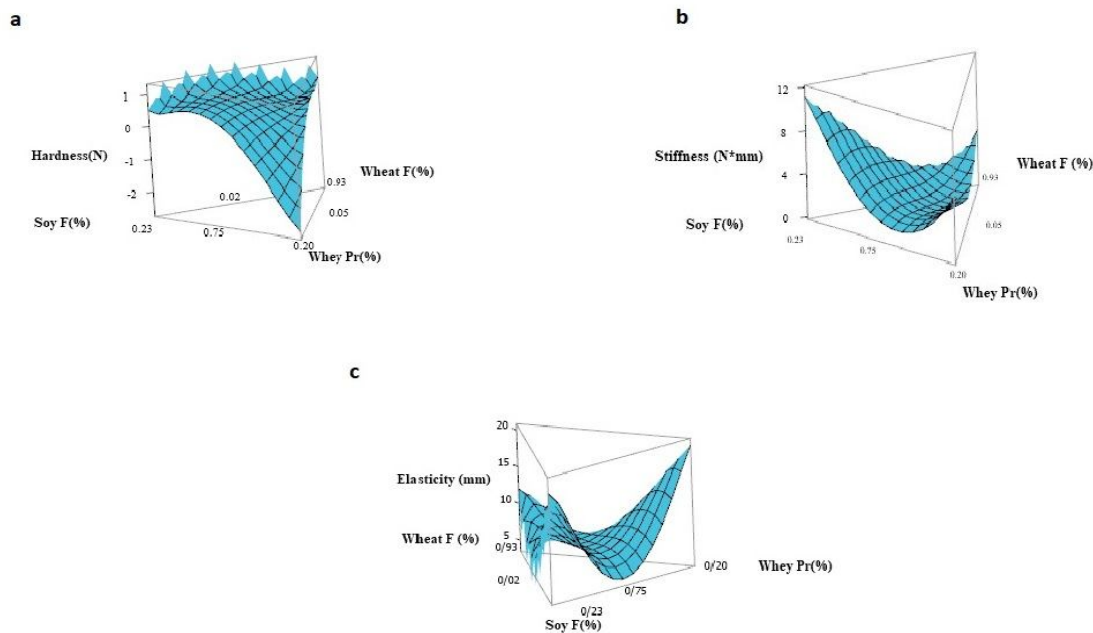 a
1
0
Hardness(N)
-1
Wheat F(%)
0.93
-2
0.02
0.05
Soy F(%)
0.23
0.75
0.20
Whey Pr(%)
b
12
8
Stiffness (N*mm)
Wheat F (%)
4
0.93
Soy F(%)
0
0.05
0.23
0.75
0.20
Whey Pr(%)
c
20
15
Elasticity (mm)
10
Wheat F (%)
5
0/93
Whey Pr(%)
0/20
0/02
0/75
0/23
Soy F(%)